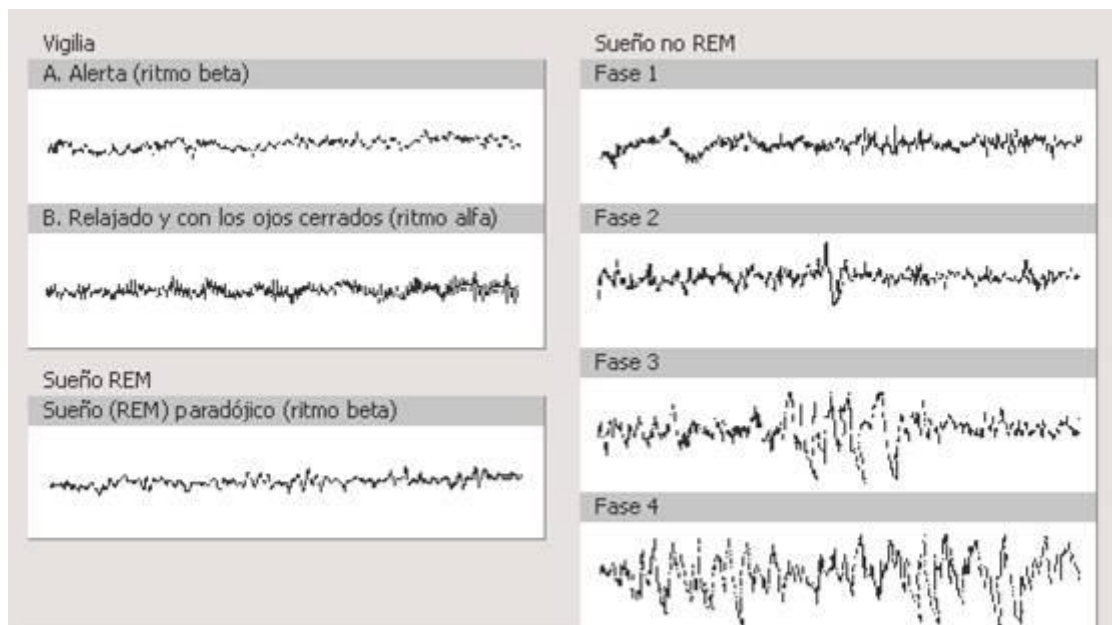 Vigilia
A. Alerta (ritmo beta)
B. Relajado y con los ojos cerrados (ritmo alfa)
Sueño REM
Sueño (REM) paradójico (ritmo beta)
Sueño no REM
Fase 1
Fase 2
Fase 3
Fase 4